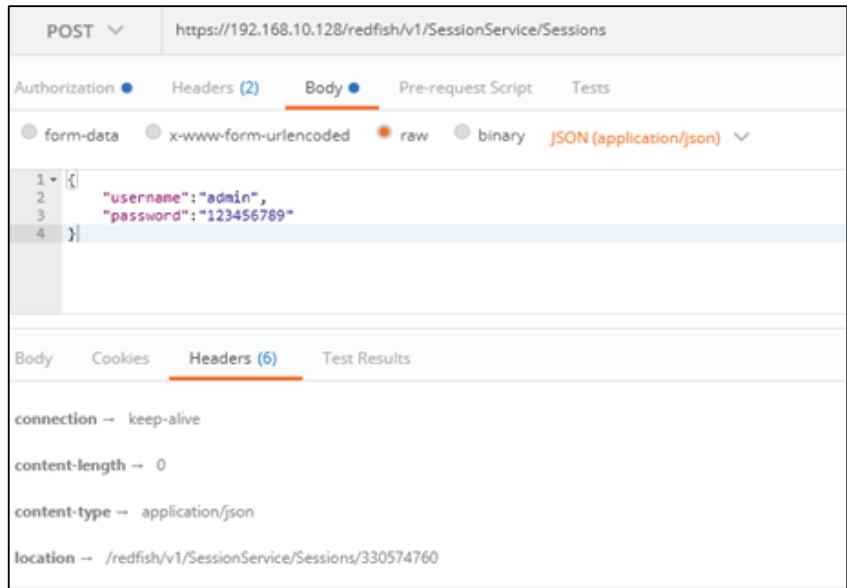 POST https://192.168.10.128/redfish/v1/SessionService/Sessions
Authorization Headers (2) Body Pre-request Script Tests
form-data x-www-form-urlencoded raw binary JSON (application/json)
1 {
2 "username":"admin",
3 "password":"123456789"
4 }
Body Cookies Headers (6) Test Results
connection → keep-alive
content-length → 0
content-type → application/json
location → /redfish/v1/SessionService/Sessions/330574760